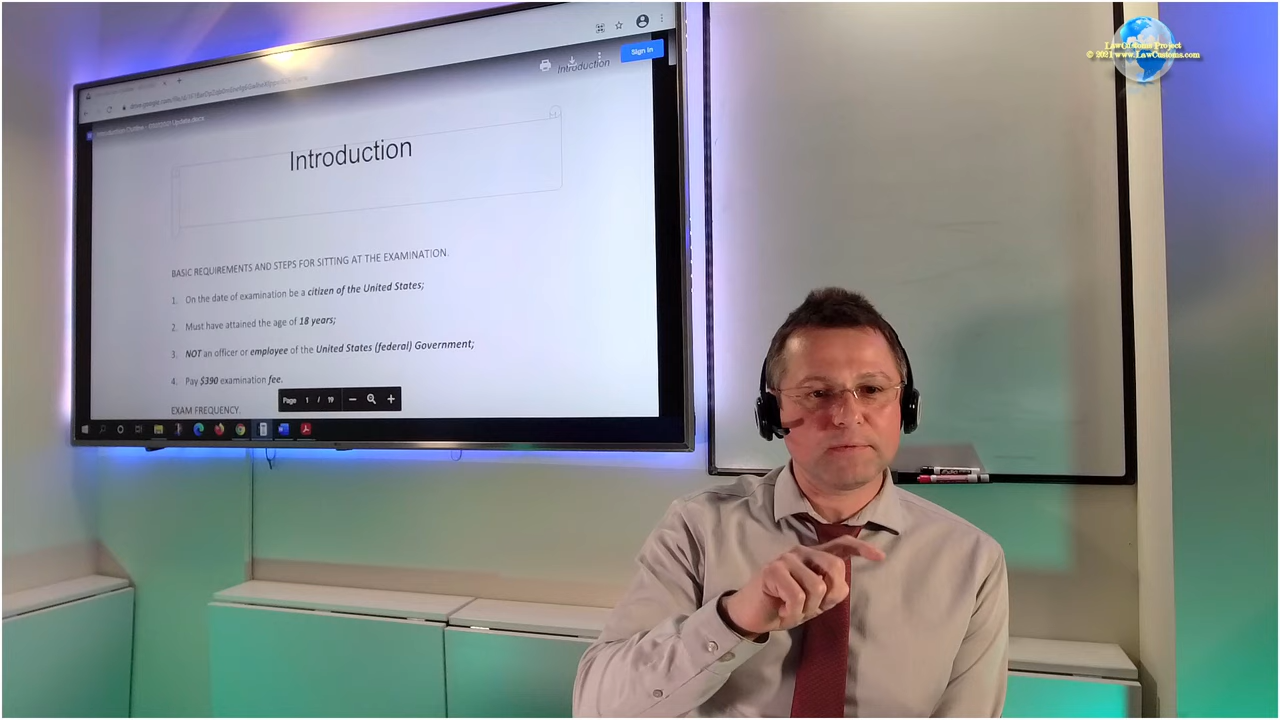 LawCustoms Project
© 2021 www.LawCustoms.com
Sign in
Introduction
Introduction
BASIC REQUIREMENTS AND STEPS FOR SITTING AT THE EXAMINATION.
1. On the date of examination be a citizen of the United States;
2. Must have attained the age of 18 years;
3. NOT an officer or employee of the United States (federal) Government;
4. Pay $390 examination fee.
Page 1 / 19
EXAM FREQUENCY.